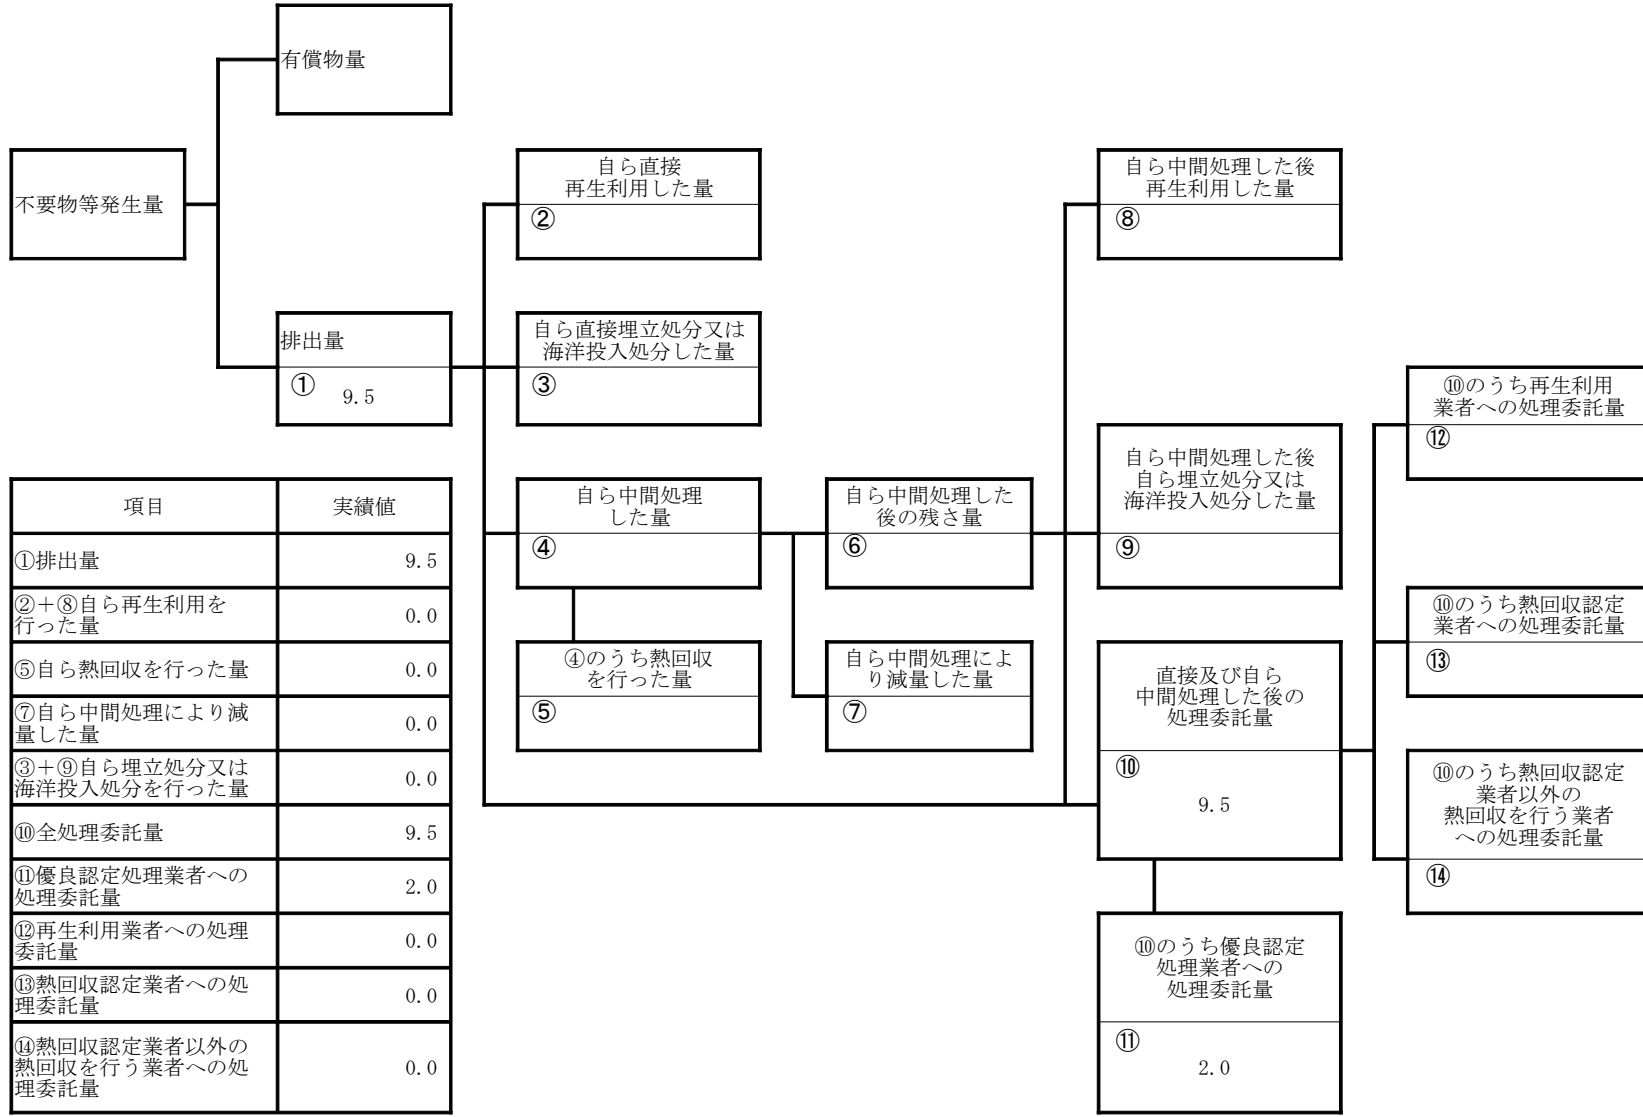 有償物量
不要物等発生量
自ら直接
再生利用した量
②
自ら中間処理した後
再生利用した量
⑧
排出量
① 9.5
自ら直接埋立処分又は
海洋投入処分した量
③
⑩のうち再生利用
業者への処理委託量
⑫
自ら中間処理した後
自ら埋立処分又は
海洋投入処分した量
⑨
自ら中間処理
した量
④
自ら中間処理した
後の残さ量
⑥
④のうち熱回収
を行った量
⑤
自ら中間処理によ
り減量した量
⑦
直接及び自ら
中間処理した後の
処理委託量
⑩
9.5
⑩のうち熱回収認定
業者への処理委託量
⑬
⑩のうち熱回収認定
業者以外の
熱回収を行う業者
への処理委託量
⑭
⑩のうち優良認定
処理業者への
処理委託量
⑪
2.0
項目 実績値
①排出量 9.5
②＋⑧自ら再生利用を
行った量 0.0
⑤自ら熱回収を行った量 0.0
⑦自ら中間処理により減
量した量 0.0
③＋⑨自ら埋立処分又は
海洋投入処分を行った量 0.0
⑩全処理委託量 9.5
⑪優良認定処理業者への
処理委託量 2.0
⑫再生利用業者への処理
委託量 0.0
⑬熱回収認定業者への処
理委託量 0.0
⑭熱回収認定業者以外の
熱回収を行う業者への処
理委託量 0.0